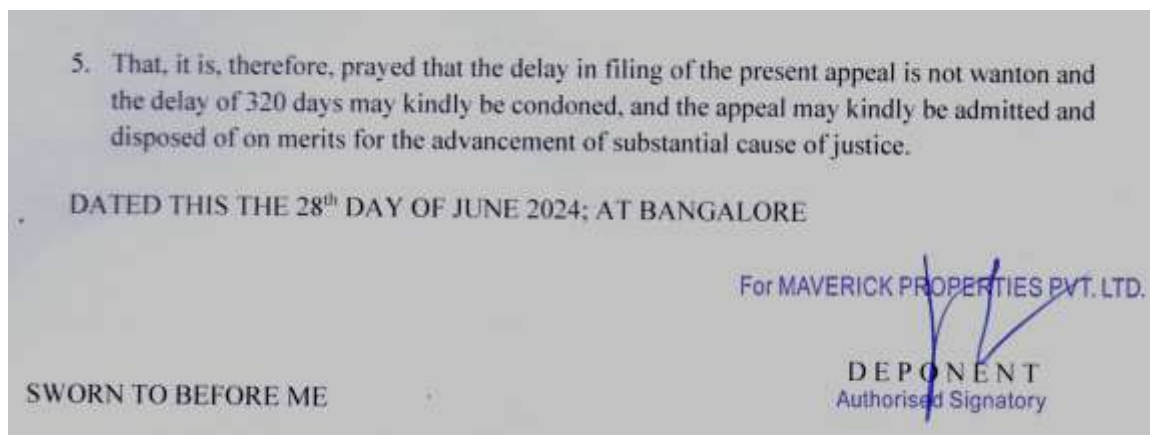 5. That, it is, therefore, prayed that the delay in filing of the present appeal is not wanton and
the delay of 320 days may kindly be condoned, and the appeal may kindly be admitted and
disposed of on merits for the advancement of substantial cause of justice.
DATED THIS THE 28th DAY OF JUNE 2024; AT BANGALORE
For MAVERICK PROPERTIES PVT. LTD.
DEPONENT
Authorised Signatory
SWORN TO BEFORE ME